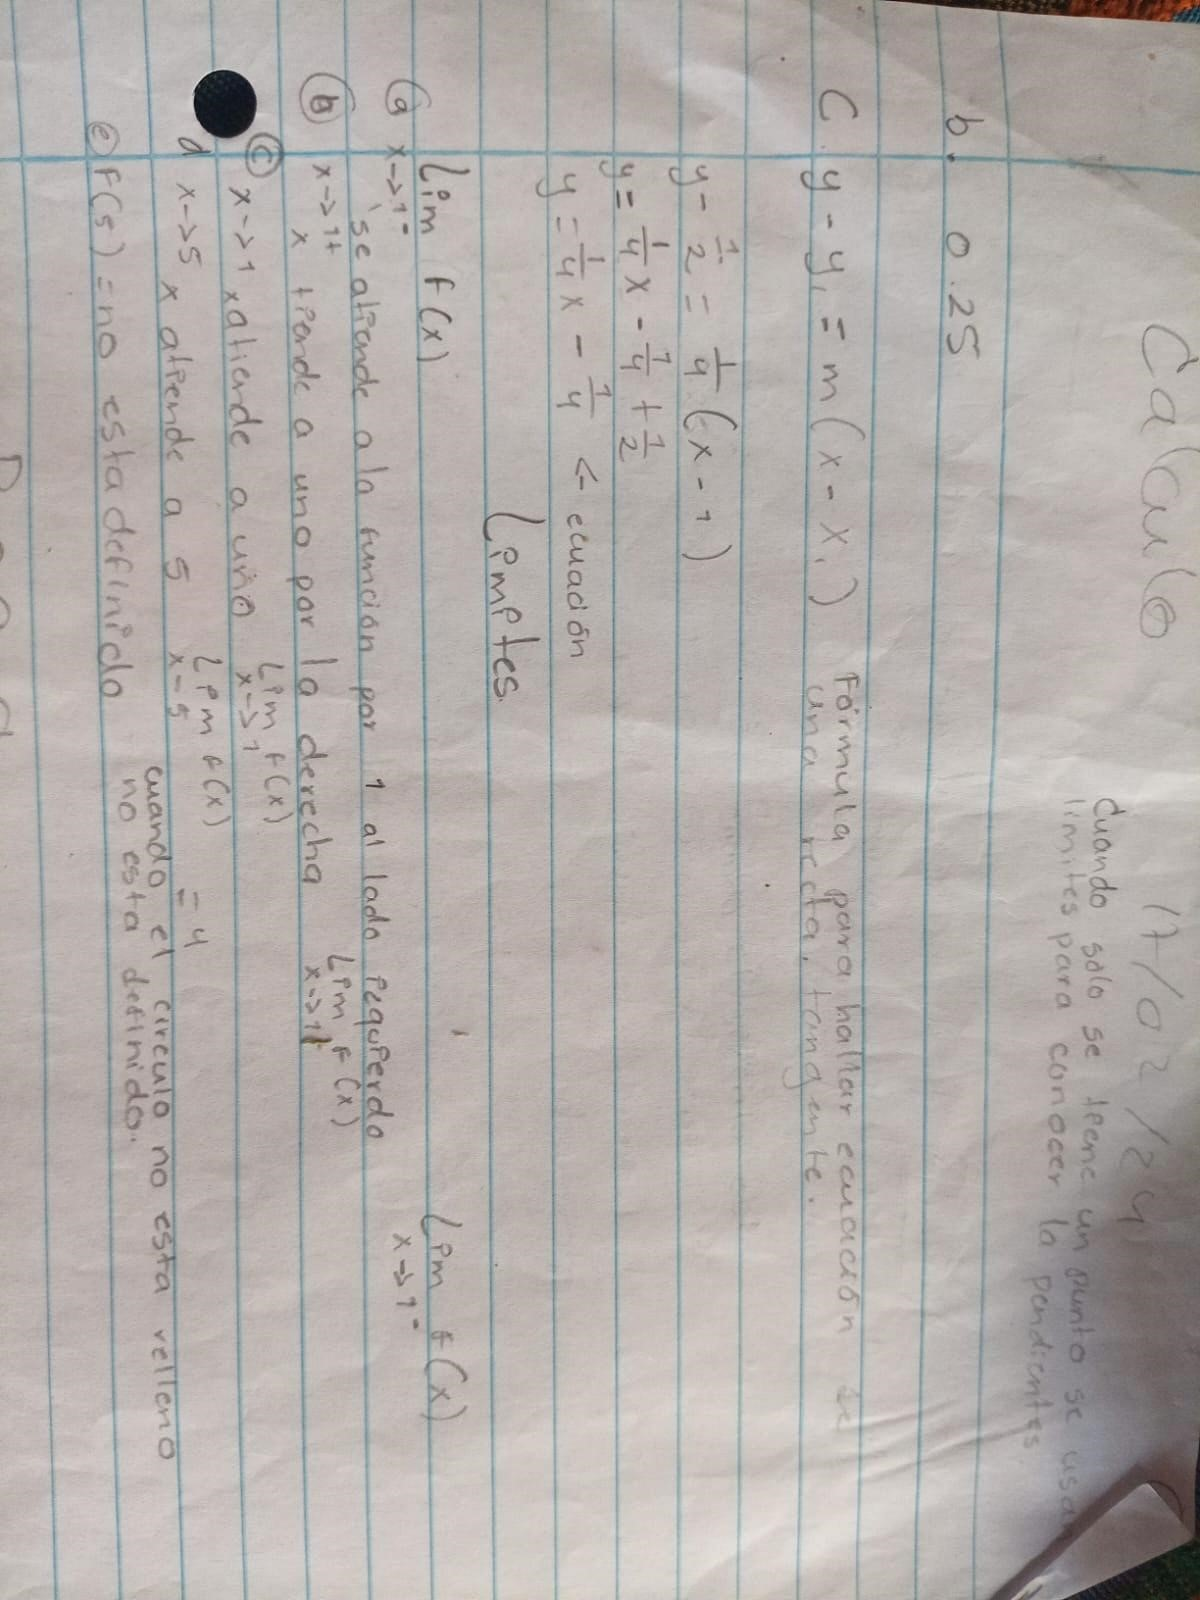 Calculo 17/02/24
Cuando solo se tiene un punto se usa
limites para conocer la pendientes
b. 0.25
C. y - y₁ = m(x - x₁) Fórmula para hallar ecuación de
una recta, tangente.
y - 1/2 = 1/4 (x - 1)
y = 1/4 x - 1/4 + 1/2
y = 1/4 x - 1/4 <- ecuación
Limites
Lim f(x)
a x->1- se atiende a la función por 1 al lado izquierdo Lim f(x)
x->1-
b x->1+ x tiende a uno por la derecha Lim f(x)
x->1+
c x->1 x atiende a uno Lim f(x)
x->1
d x->5 x atiende a 5 Lim f(x) = 4
x-5
e f(5) = no esta definido cuando el circulo no esta relleno
no esta definido.